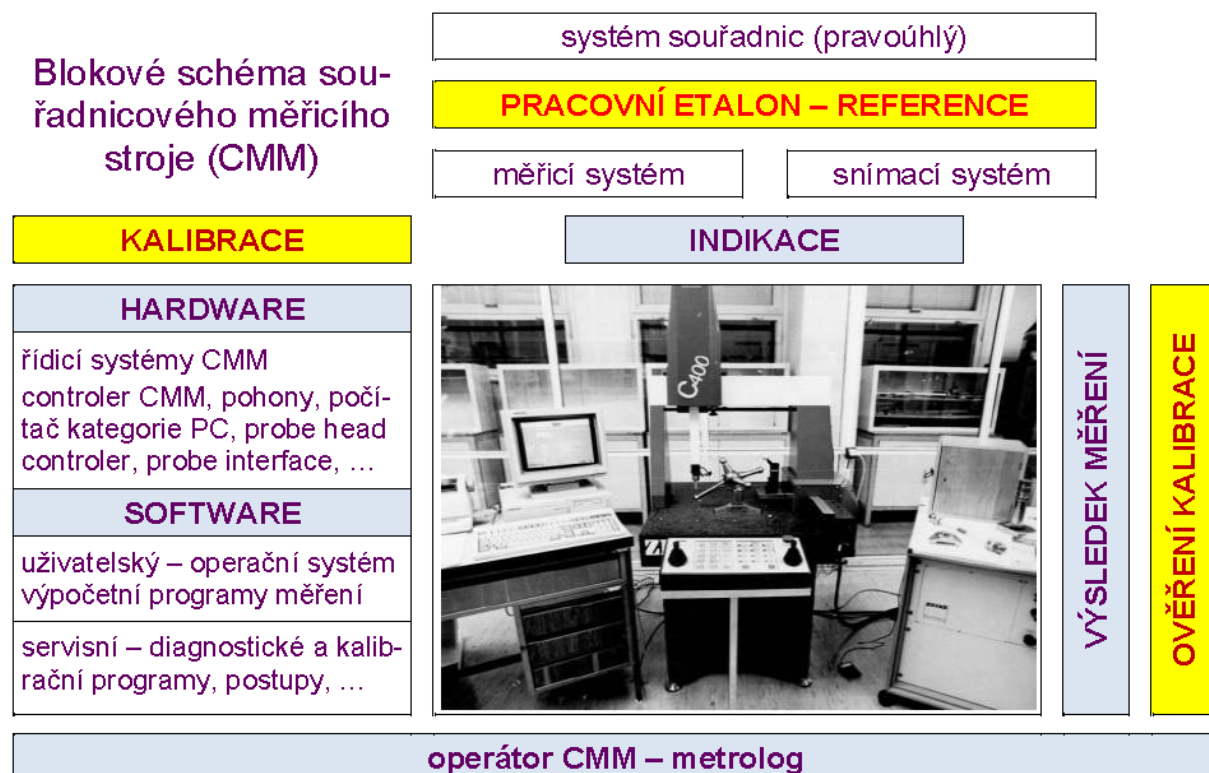 Blokové schéma sou-
řadnicového měřicího
stroje (CMM)
systém souřadnic (pravoúhlý)
PRACOVNÍ ETALON – REFERENCE
měřicí systém
snímací systém
KALIBRACE
INDIKACE
HARDWARE
řídicí systémy CMM
controler CMM, pohony, počí-
tač kategorie PC, probe head
controler, probe interface, …
SOFTWARE
uživatelský – operační systém
výpočetní programy měření
servisní – diagnostické a kalib-
rační programy, postupy, …
C400
VÝSLEDEK MĚŘENÍ
OVĚŘENÍ KALIBRACE
operátor CMM – metrolog